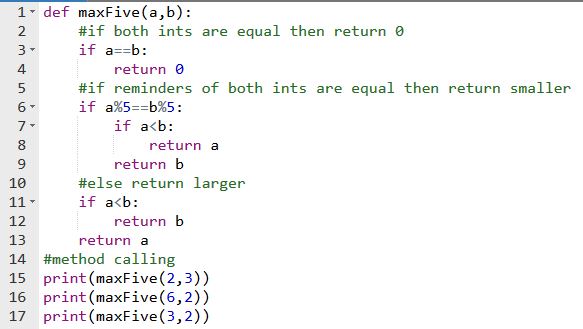 1 def maxFive(a,b):
2     #if both ints are equal then return 0
3     if a==b:
4         return 0
5     #if reminders of both ints are equal then return smaller
6     if a%5==b%5:
7         if a<b:
8             return a
9         return b
10     #else return larger
11     if a<b:
12         return b
13     return a
14 #method calling
15 print(maxFive(2,3))
16 print(maxFive(6,2))
17 print(maxFive(3,2))